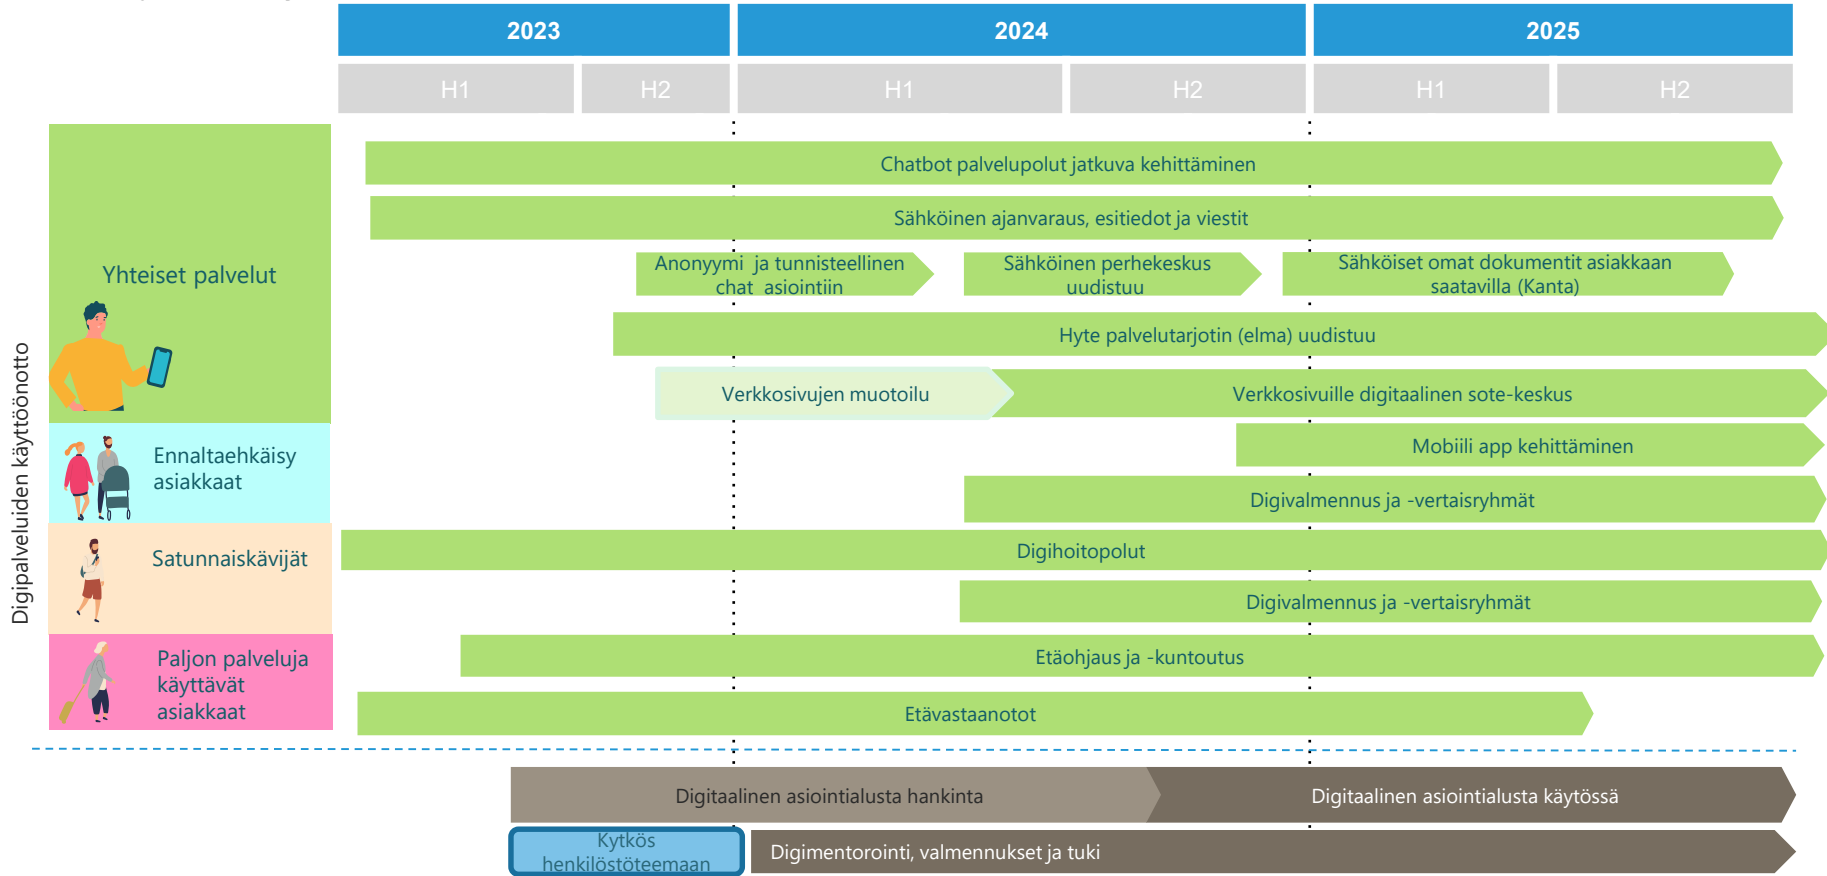 2023
2024
2025
H1
H2
H1
H2
H1
H2
Digipalveluiden käyttöönotto
Yhteiset palvelut
Chatbot palvelupolut jatkuva kehittäminen
Sähköinen ajanvaraus, esitiedot ja viestit
Anonyymi ja tunnisteellinen
chat asiointiin
Sähköinen perhekeskus
uudistuu
Sähköiset omat dokumentit asiakkaan
saatavilla (Kanta)
Hyte palvelutarjotin (elma) uudistuu
Verkkosivujen muotoilu
Verkkosivuille digitaalinen sote-keskus
Ennaltaehkäisy
asiakkaat
Mobiili app kehittäminen
Digivalmennus ja -vertaisryhmät
Satunnaiskävijät
Digihoitopolut
Digivalmennus ja -vertaisryhmät
Paljon palveluja
käyttävät
asiakkaat
Etäohjaus ja -kuntoutus
Etävastaanotot
Digitaalinen asiointialusta hankinta
Digitaalinen asiointialusta käytössä
Kytkös
henkilöstöteemaan
Digimentorointi, valmennukset ja tuki